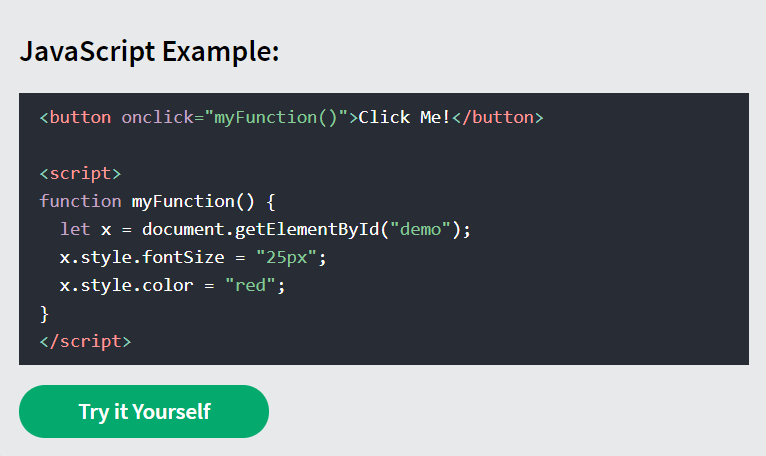 JavaScript Example:
<button onclick="myFunction()">Click Me!</button>
<script>
function myFunction() {
  let x = document.getElementById("demo");
  x.style.fontSize = "25px";
  x.style.color = "red";
}
</script>
Try it Yourself